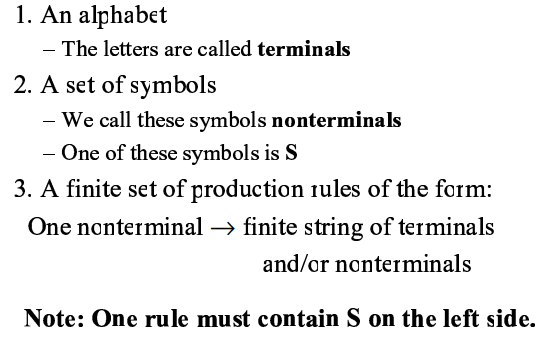 1. An alphabet
– The letters are called terminals
2. A set of symbols
– We call these symbols nonterminals
– One of these symbols is S
3. A finite set of production rules of the form:
One nonterminal → finite string of terminals
and/or nonterminals
Note: One rule must contain S on the left side.